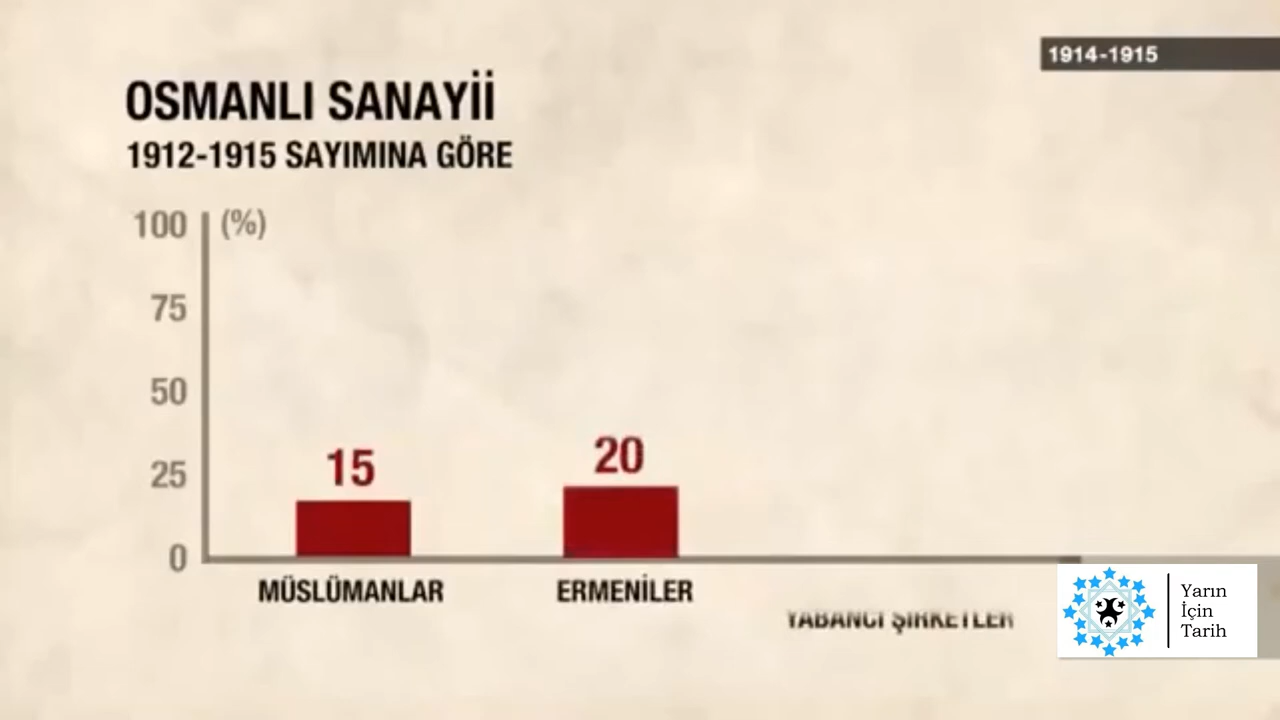 1914-1915
OSMANLI SANAYİİ
1912-1915 SAYIMINA GÖRE
100 (%)
75
50
25
0
15
20
MÜSLÜMANLAR
ERMENİLER
YABANCI ŞİRKETLER
Yarın
İçin
Tarih